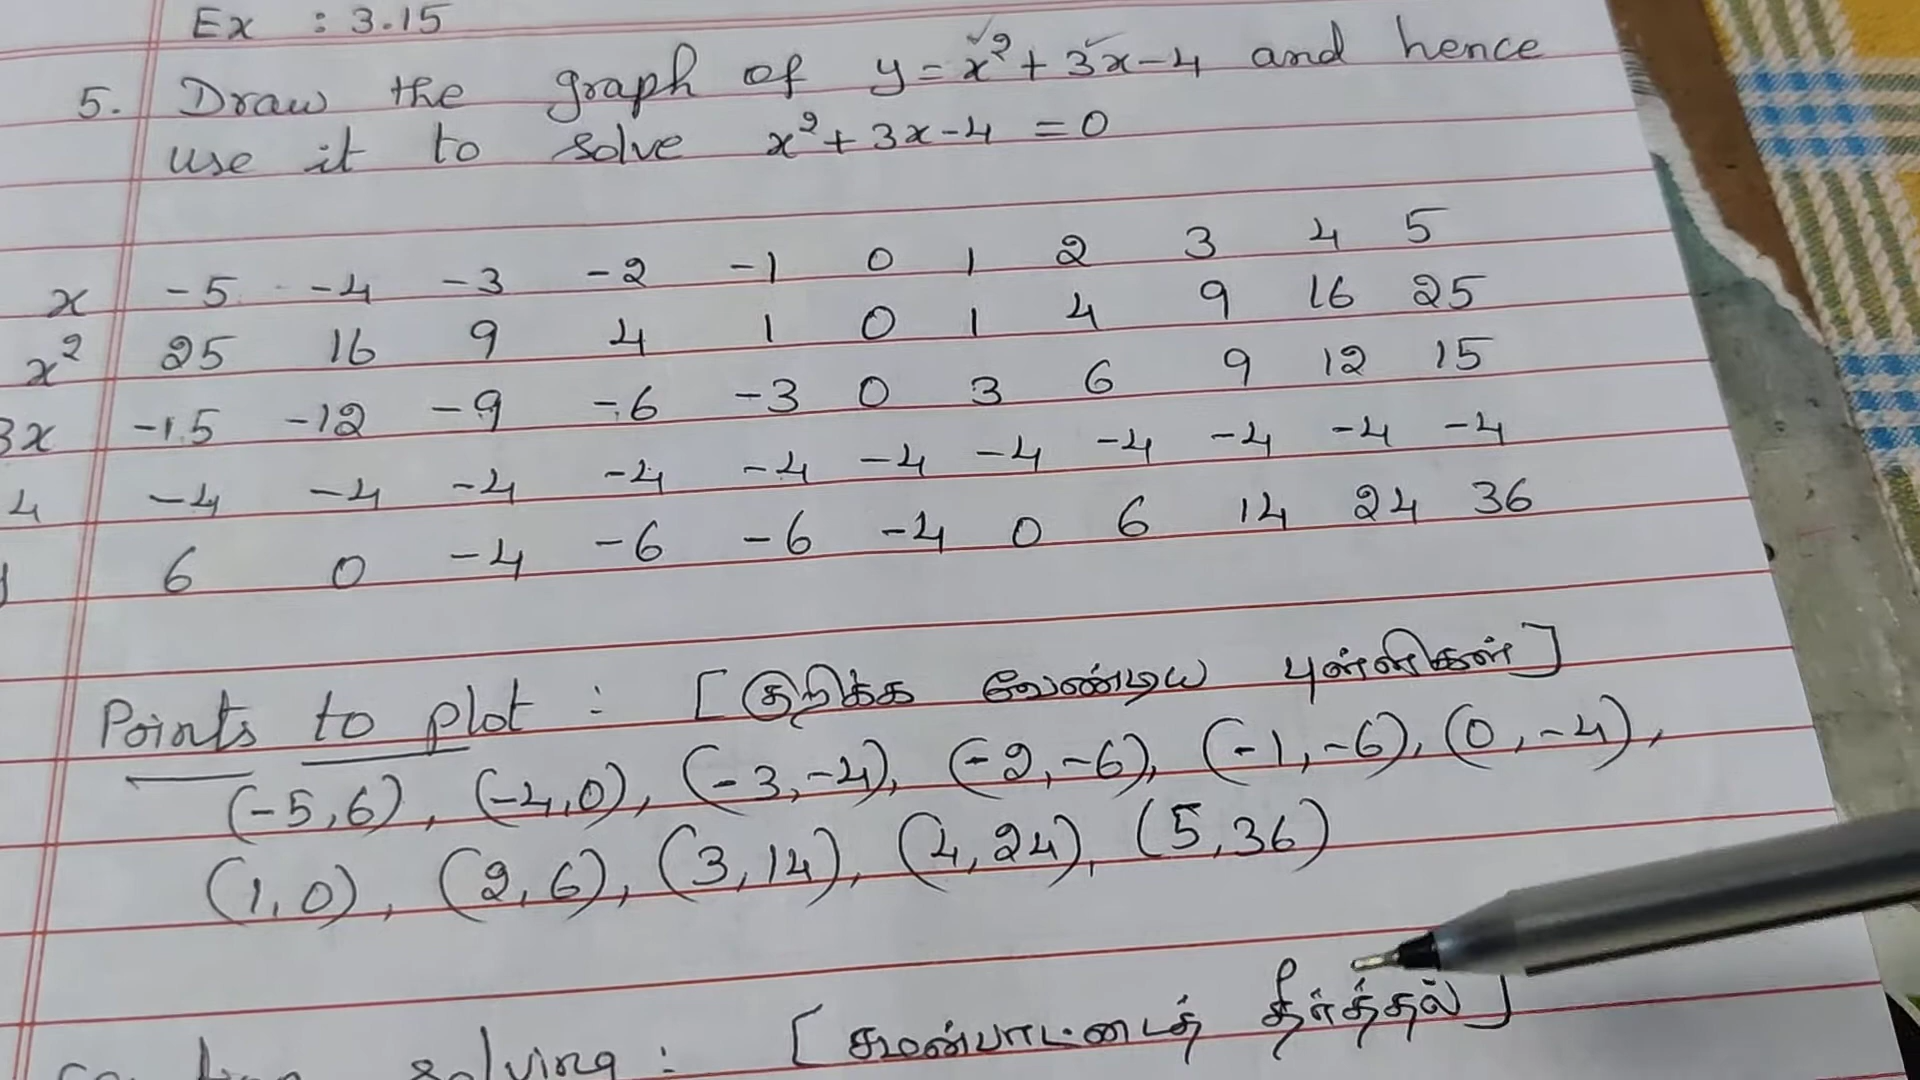 Ex : 3.15
5. Draw the graph of y = x² + 3x - 4 and hence
use it to solve x² + 3x - 4 = 0
x -5 -4 -3 -2 -1 0 1 2 3 4 5
x² 25 16 9 4 1 0 1 4 9 16 25
3x -15 -12 -9 -6 -3 0 3 6 9 12 15
4 -4 -4 -4 -4 -4 -4 -4 -4 -4 -4 -4
6 0 -4 -6 -6 -4 0 6 14 24 36
Points to plot : [குறிக்க வேண்டிய புள்ளிகள்]
(-5,6), (-4,0), (-3,-4), (-2,-6), (-1,-6), (0,-4),
(1,0), (2,6), (3,14), (4,24), (5,36)
solving : [சமன்பாட்டைத் தீர்த்தல்]